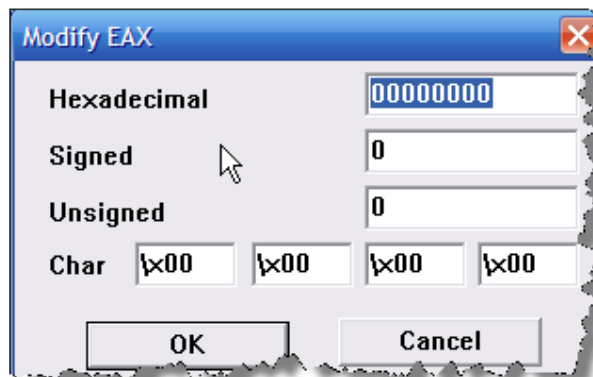 Modify EAX
Hexadecimal 00000000
Signed 0
Unsigned 0
Char \x00 \x00 \x00 \x00
OK Cancel